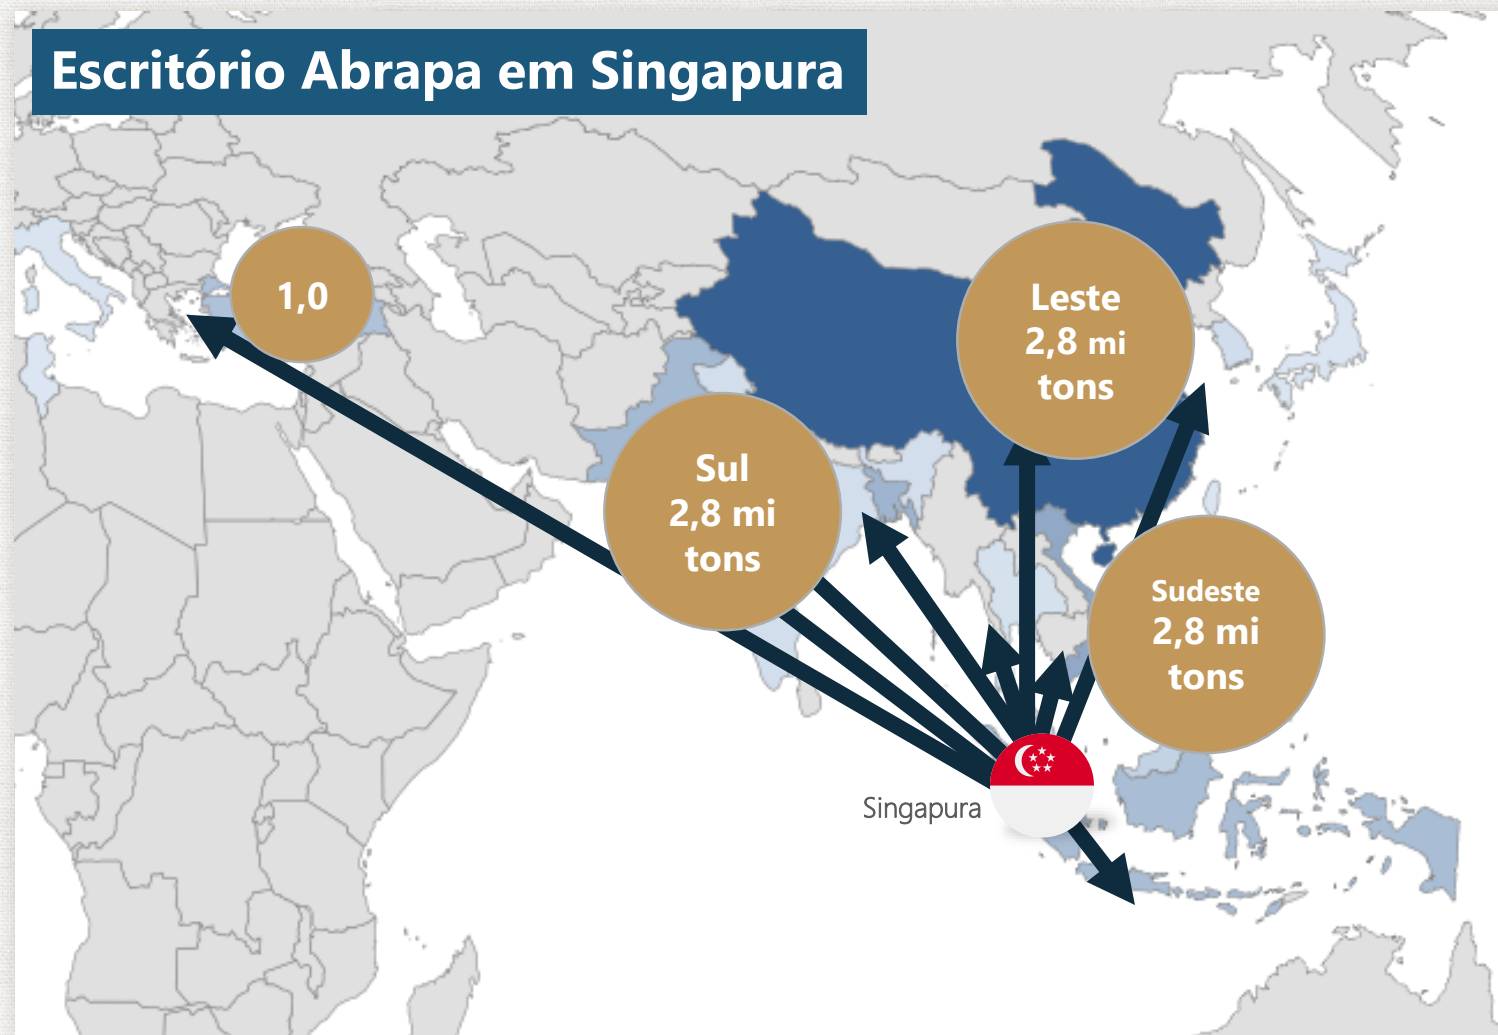 Escritório Abrapa em Singapura
1,0
Leste
2,8 mi
tons
Sul
2,8 mi
tons
Sudeste
2,8 mi
tons
Singapura